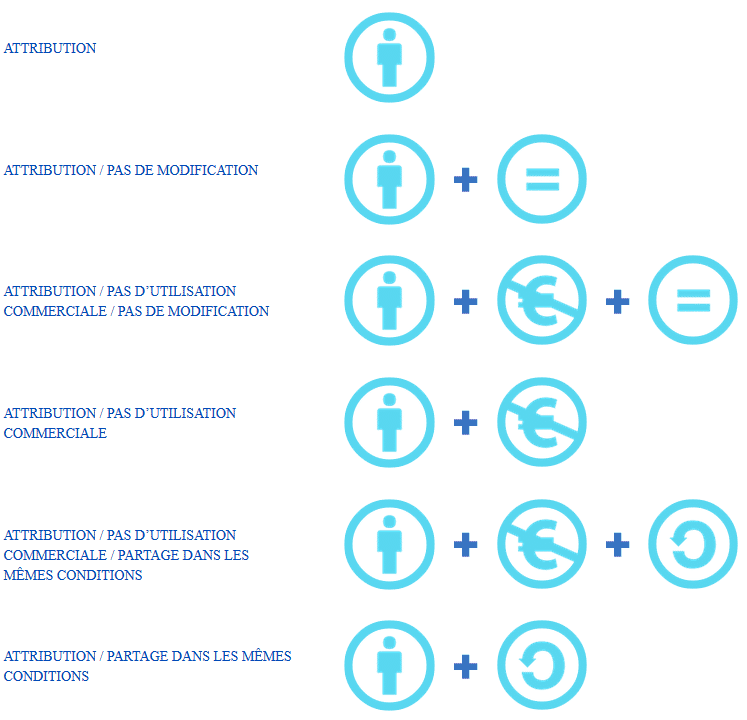 ATTRIBUTION
ATTRIBUTION / PAS DE MODIFICATION
ATTRIBUTION / PAS D’UTILISATION
COMMERCIALE / PAS DE MODIFICATION
ATTRIBUTION / PAS D’UTILISATION
COMMERCIALE
ATTRIBUTION / PAS D’UTILISATION
COMMERCIALE / PARTAGE DANS LES
MÊMES CONDITIONS
ATTRIBUTION / PARTAGE DANS LES MÊMES
CONDITIONS